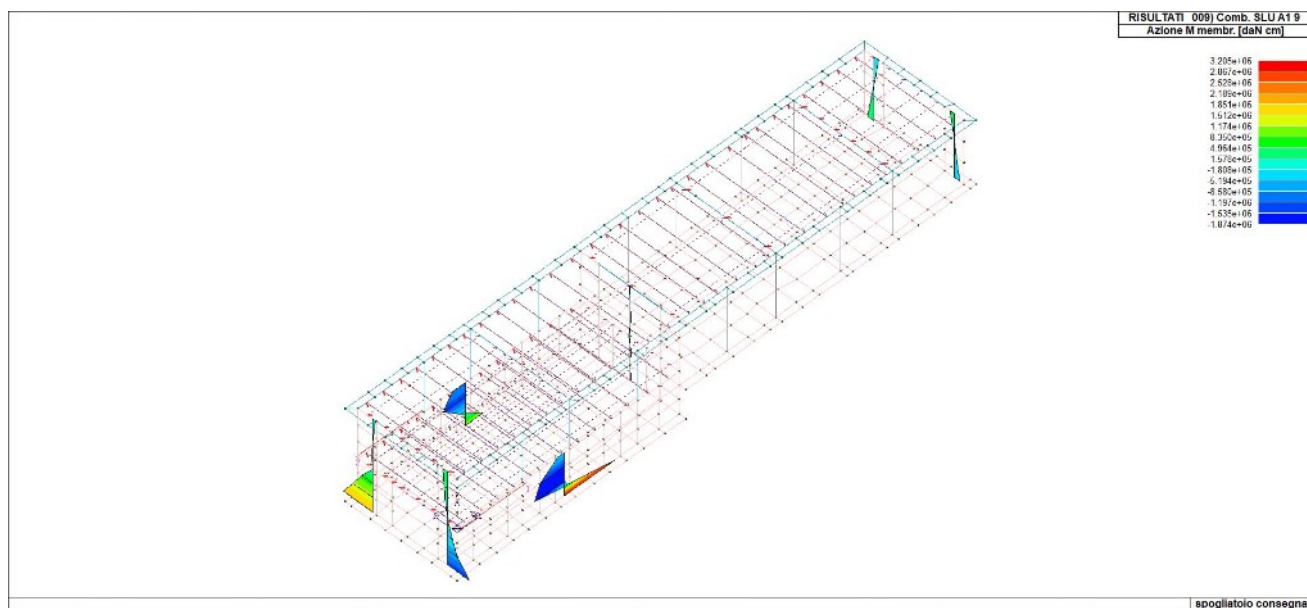 RISULTATI 009) Comb. SLU A1 9
Azione M membr. [daN cm]
3.205e+06
2.867e+06
2.528e+06
2.189e+06
1.851e+06
1.512e+06
1.174e+06
8.350e+05
4.964e+05
1.578e+05
-1.808e+05
-5.194e+05
-8.580e+05
-1.197e+06
-1.535e+06
-1.874e+06
spogliatoio consegna